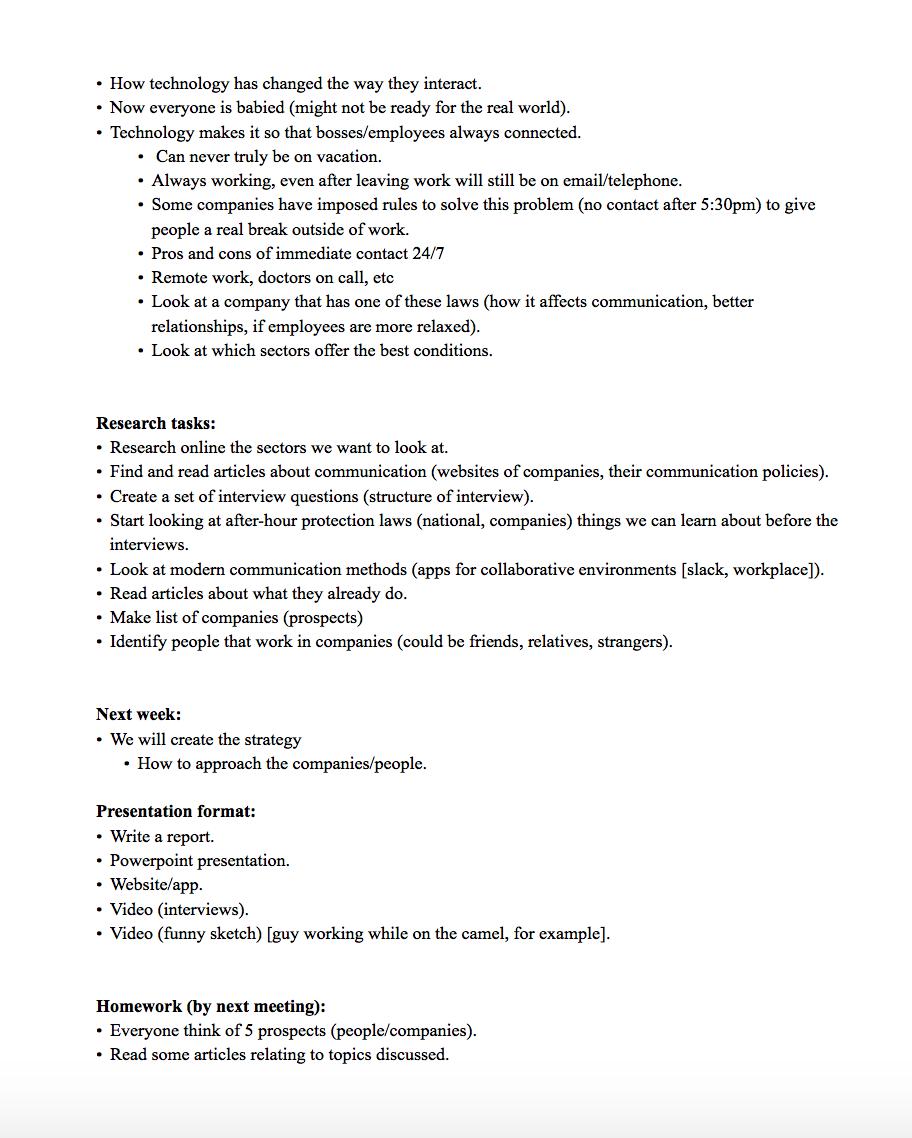 • How technology has changed the way they interact.
• Now everyone is babied (might not be ready for the real world).
• Technology makes it so that bosses/employees always connected.
• Can never truly be on vacation.
• Always working, even after leaving work will still be on email/telephone.
• Some companies have imposed rules to solve this problem (no contact after 5:30pm) to give
people a real break outside of work.
• Pros and cons of immediate contact 24/7
• Remote work, doctors on call, etc
• Look at a company that has one of these laws (how it affects communication, better
relationships, if employees are more relaxed).
• Look at which sectors offer the best conditions.
Research tasks:
• Research online the sectors we want to look at.
• Find and read articles about communication (websites of companies, their communication policies).
• Create a set of interview questions (structure of interview).
• Start looking at after-hour protection laws (national, companies) things we can learn about before the
interviews.
• Look at modern communication methods (apps for collaborative environments [slack, workplace]).
• Read articles about what they already do.
• Make list of companies (prospects)
• Identify people that work in companies (could be friends, relatives, strangers).
Next week:
• We will create the strategy
• How to approach the companies/people.
Presentation format:
• Write a report.
• Powerpoint presentation.
• Website/app.
• Video (interviews).
• Video (funny sketch) [guy working while on the camel, for example].
Homework (by next meeting):
• Everyone think of 5 prospects (people/companies).
• Read some articles relating to topics discussed.